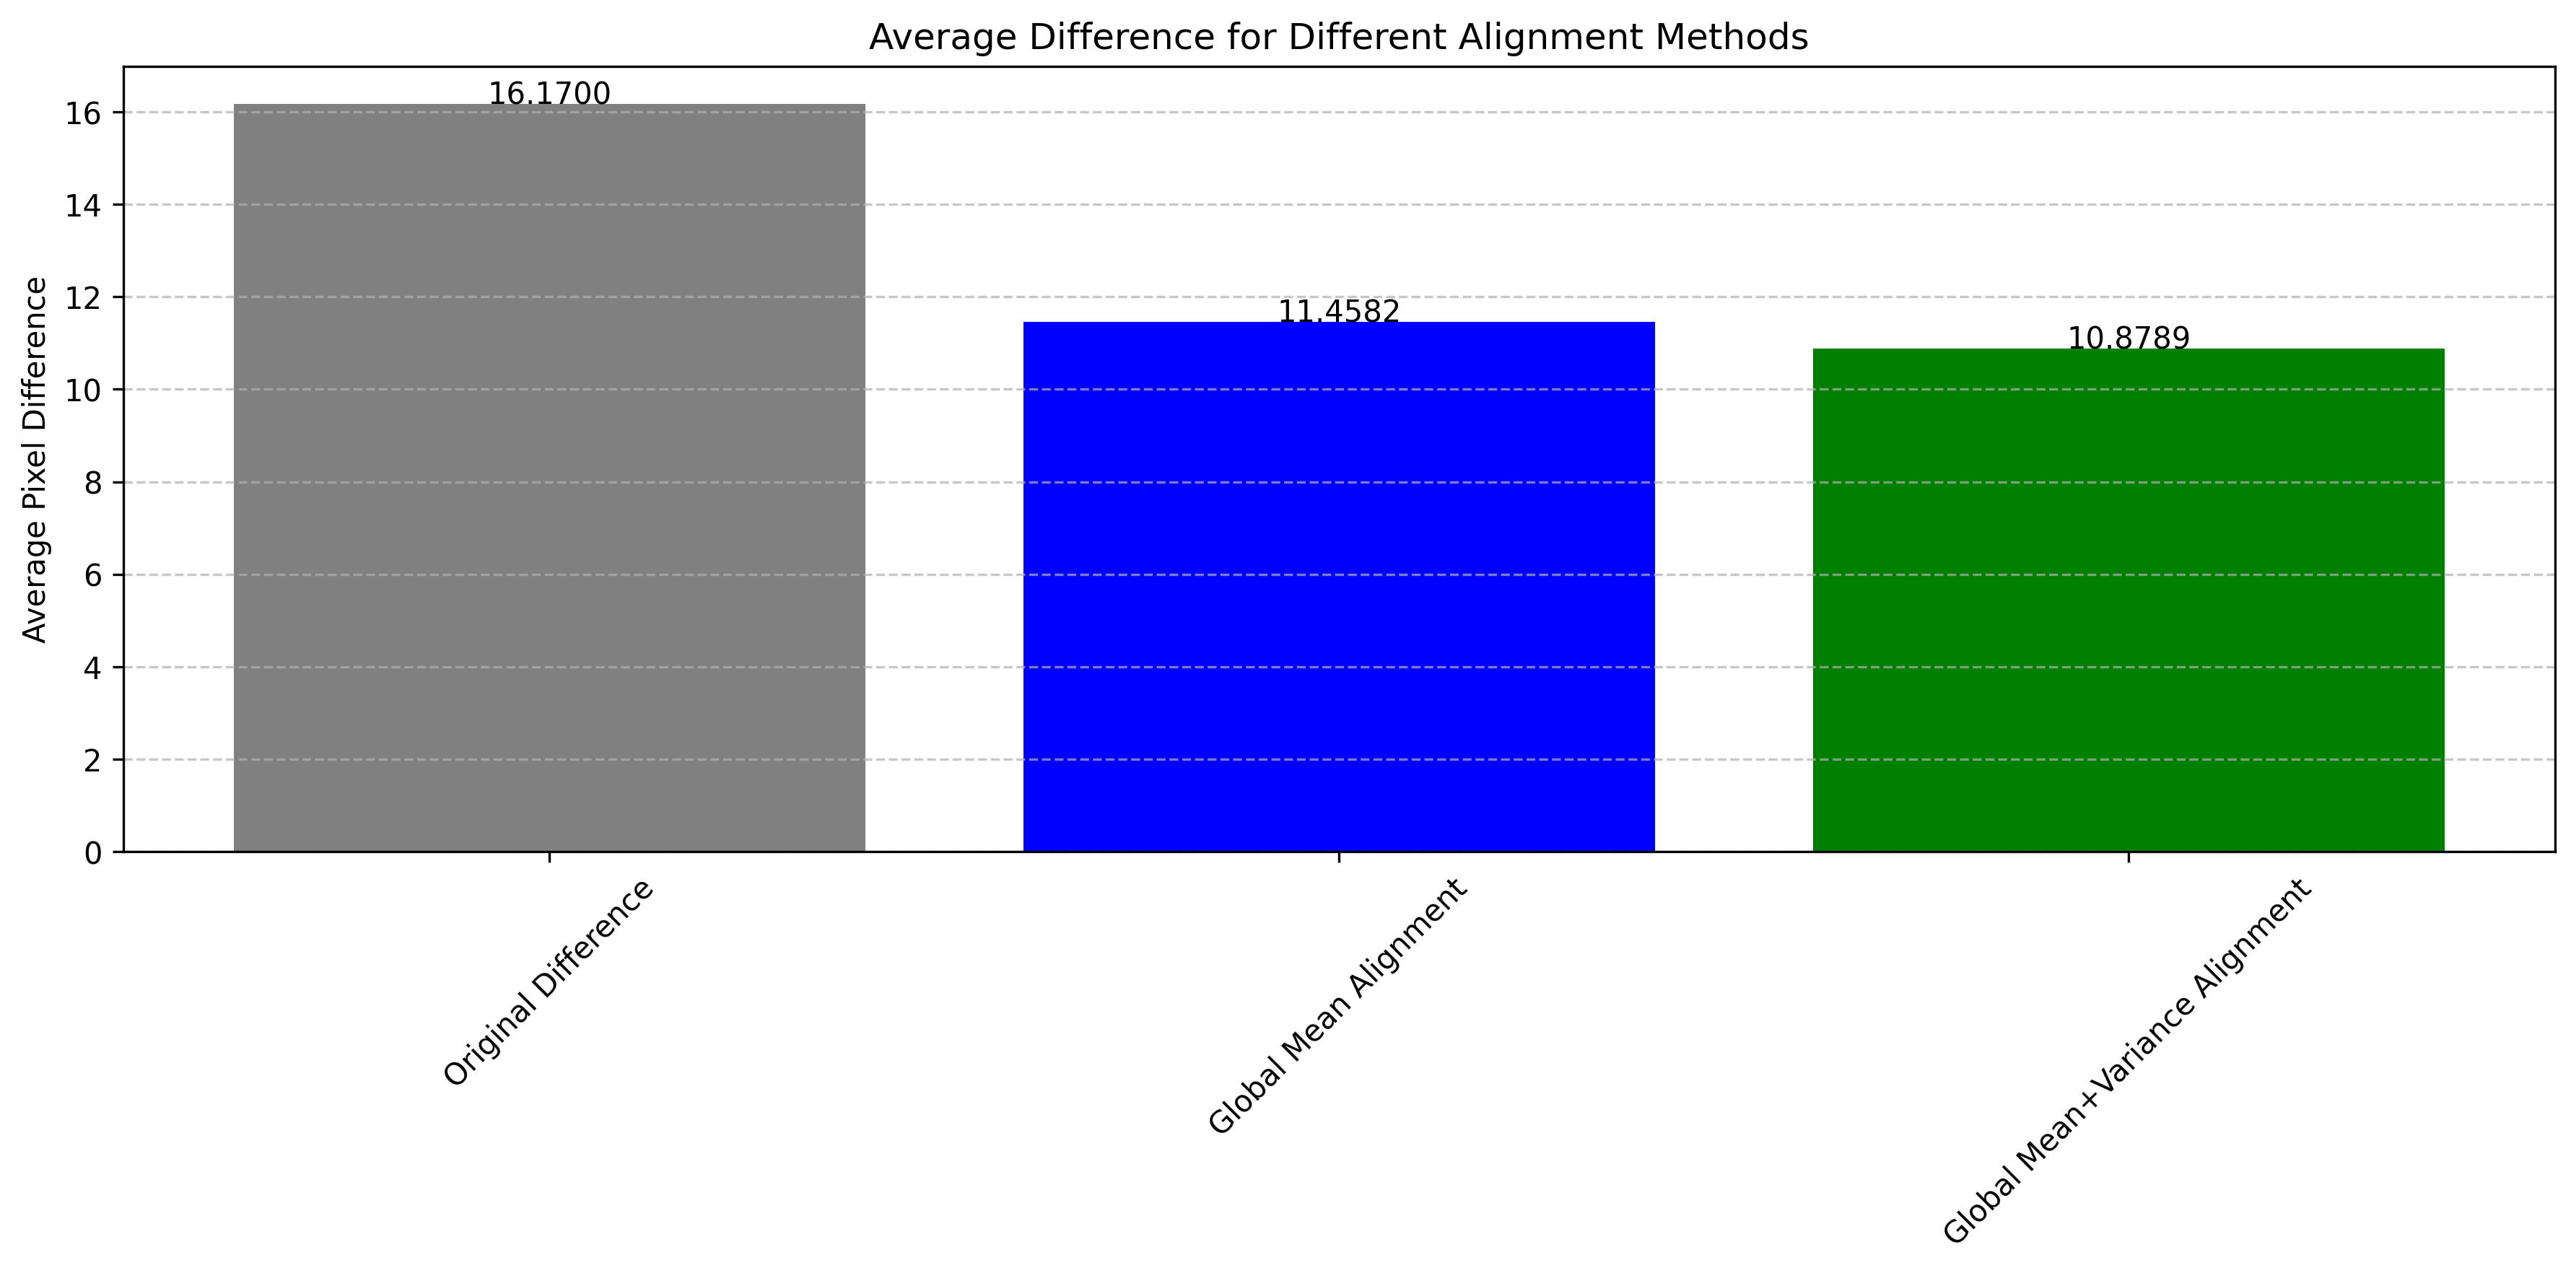 Average Difference for Different Alignment Methods
Average Pixel Difference
16
14
12
10
8
6
4
2
0
16.1700
11.4582
10.8789
Original Difference
Global Mean Alignment
Global Mean+Variance Alignment